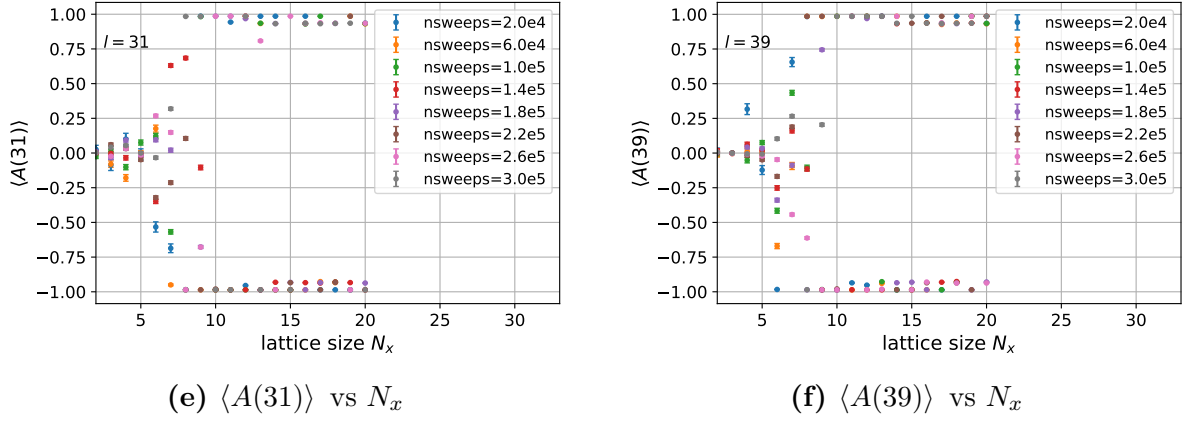 1.00
0.75
0.50
0.25
0.00
−0.25
−0.50
−0.75
−1.00
⟨A(31)⟩
l = 31
nsweeps=2.0e4
nsweeps=6.0e4
nsweeps=1.0e5
nsweeps=1.4e5
nsweeps=1.8e5
nsweeps=2.2e5
nsweeps=2.6e5
nsweeps=3.0e5
5 10 15 20 25 30
lattice size Nx
(e) ⟨A(31)⟩ vs Nx
1.00
0.75
0.50
0.25
0.00
−0.25
−0.50
−0.75
−1.00
⟨A(39)⟩
l = 39
nsweeps=2.0e4
nsweeps=6.0e4
nsweeps=1.0e5
nsweeps=1.4e5
nsweeps=1.8e5
nsweeps=2.2e5
nsweeps=2.6e5
nsweeps=3.0e5
5 10 15 20 25 30
lattice size Nx
(f) ⟨A(39)⟩ vs Nx